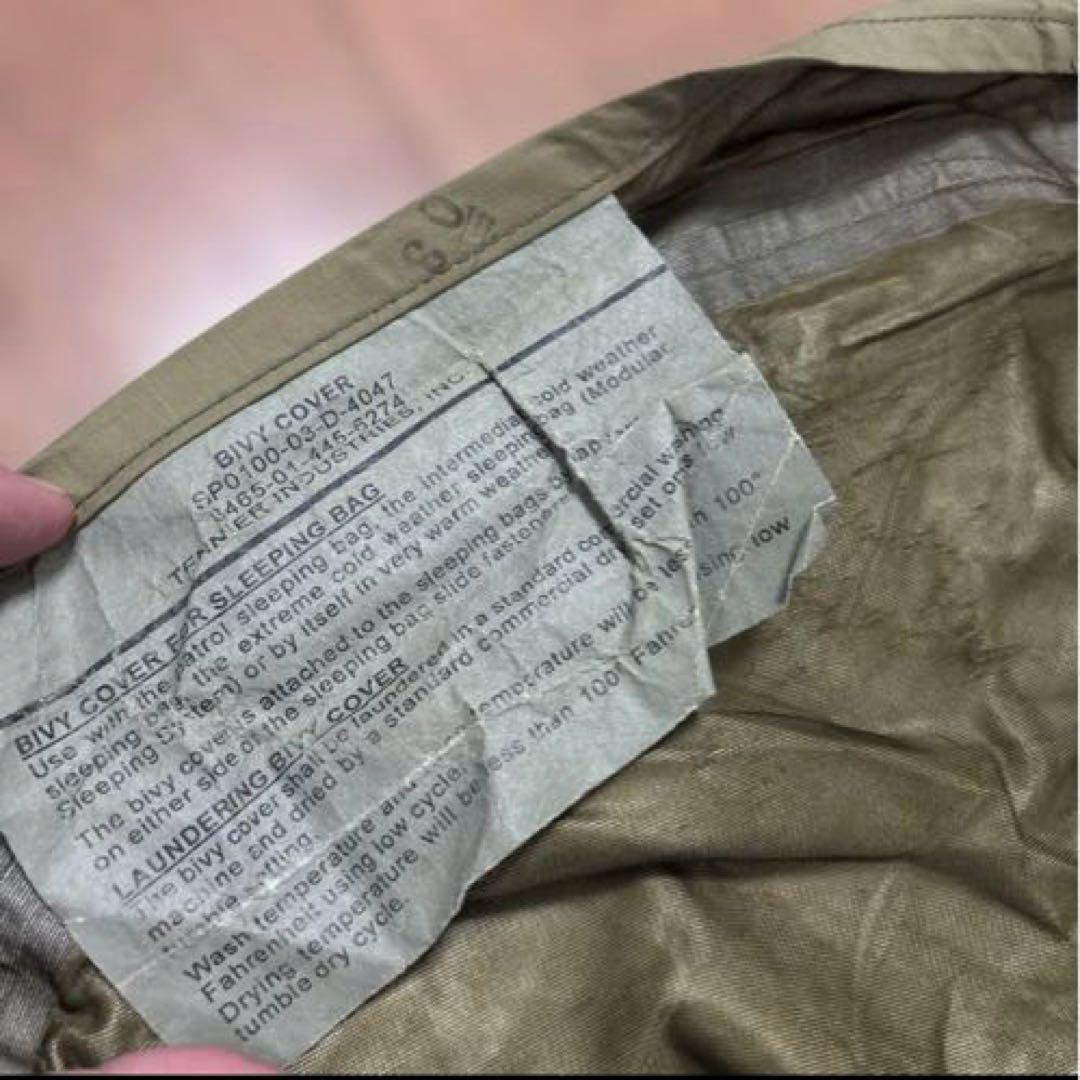 BIVY COVER
SP0100-03-D-4047
8465-01-445-6274
TENNIER INDUSTRIES, INC.
BIVY COVER FOR SLEEPING BAG
Use with the patrol sleeping bag, the intermediate cold weather
sleeping bag, the extreme cold weather sleeping bag (Modular
Sleeping System) or by itself in very warm weather.
The bivy cover is attached to the sleeping bags by snap
on either side of the sleeping bag slide fastener
LAUNDERING BIVY COVER
The bivy cover shall be laundered in a standard commercial washing
machine and dried by a standard commercial dryer set on low
Wash temperature and temperature will be less than 100°
Fahrenheit using low cycle.
Drying temperature will be less than 100° Fahrenheit using low
tumble dry cycle.